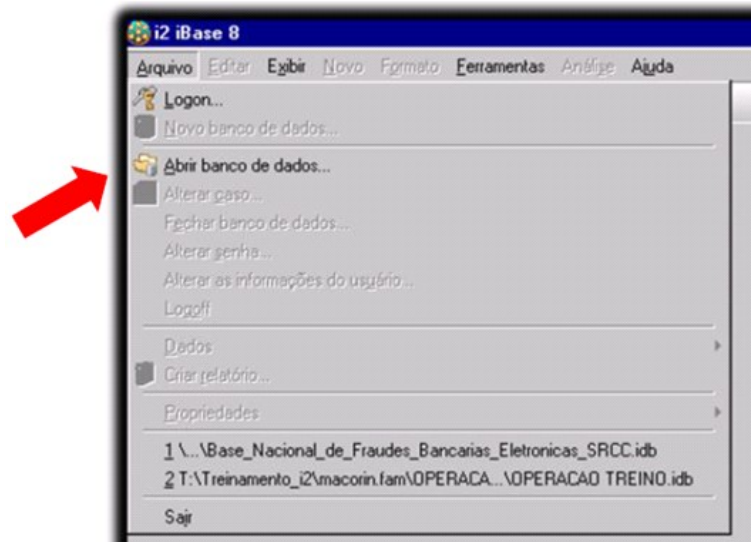 i2 iBase 8
Arquivo Editar Exibir Novo Formato Ferramentas Análise Ajuda
Logon...
Novo banco de dados...
Abrir banco de dados...
Alterar caso...
Fechar banco de dados...
Alterar senha...
Alterar as informações do usuário...
Logoff
Dados
Criar relatório...
Propriedades
1 \...\Base_Nacional_de_Fraudes_Bancarias_Eletronicas_SRCC.idb
2 T:\Treinamento_i2\macorin.fam\OPERACA...\OPERACAO TREINO.idb
Sair